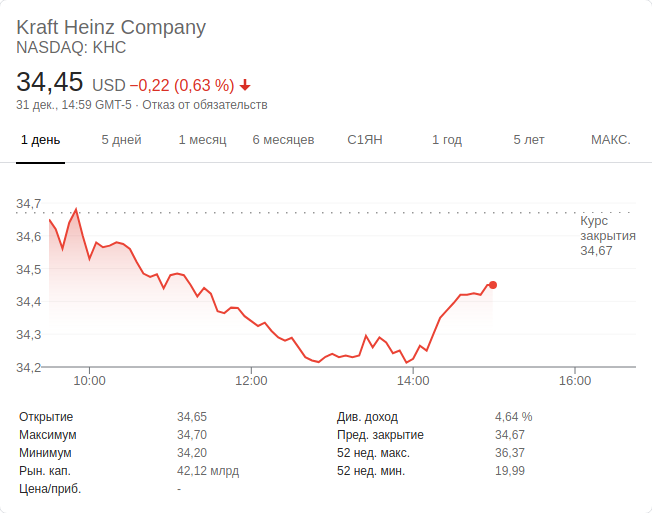 Kraft Heinz Company
NASDAQ: KHC
34,45 USD −0,22 (0,63 %)
31 дек., 14:59 GMT-5 · Отказ от обязательств
1 день 5 дней 1 месяц 6 месяцев С1ЯН 1 год 5 лет МАКС.
34,7
34,6
34,5
34,4
34,3
34,2
Курс
закрытия
34,67
10:00 12:00 14:00 16:00
Открытие 34,65 Див. доход 4,64 %
Максимум 34,70 Пред. закрытие 34,67
Минимум 34,20 52 нед. макс. 36,37
Рын. кап. 42,12 млрд 52 нед. мин. 19,99
Цена/приб. -